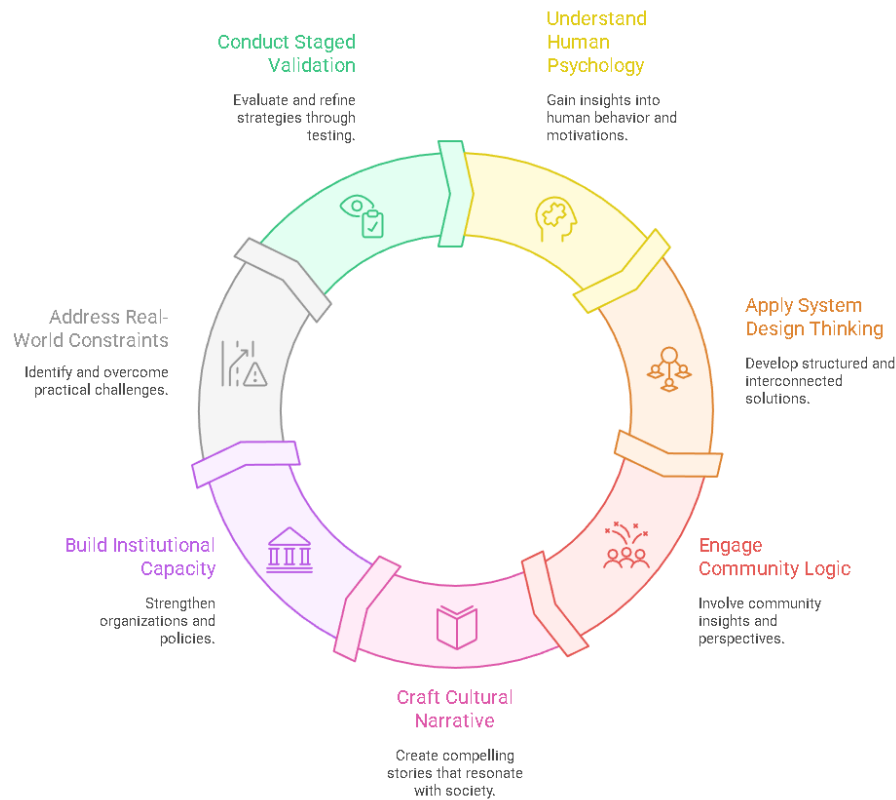 Understand
Human
Psychology
Gain insights into
human behavior and
motivations.
Apply System
Design Thinking
Develop structured and
interconnected
solutions.
Engage
Community Logic
Involve community
insights and
perspectives.
Craft Cultural
Narrative
Create compelling
stories that resonate
with society.
Build Institutional
Capacity
Strengthen
organizations and
policies.
Address Real-
World Constraints
Identify and overcome
practical challenges.
Conduct Staged
Validation
Evaluate and refine
strategies through
testing.